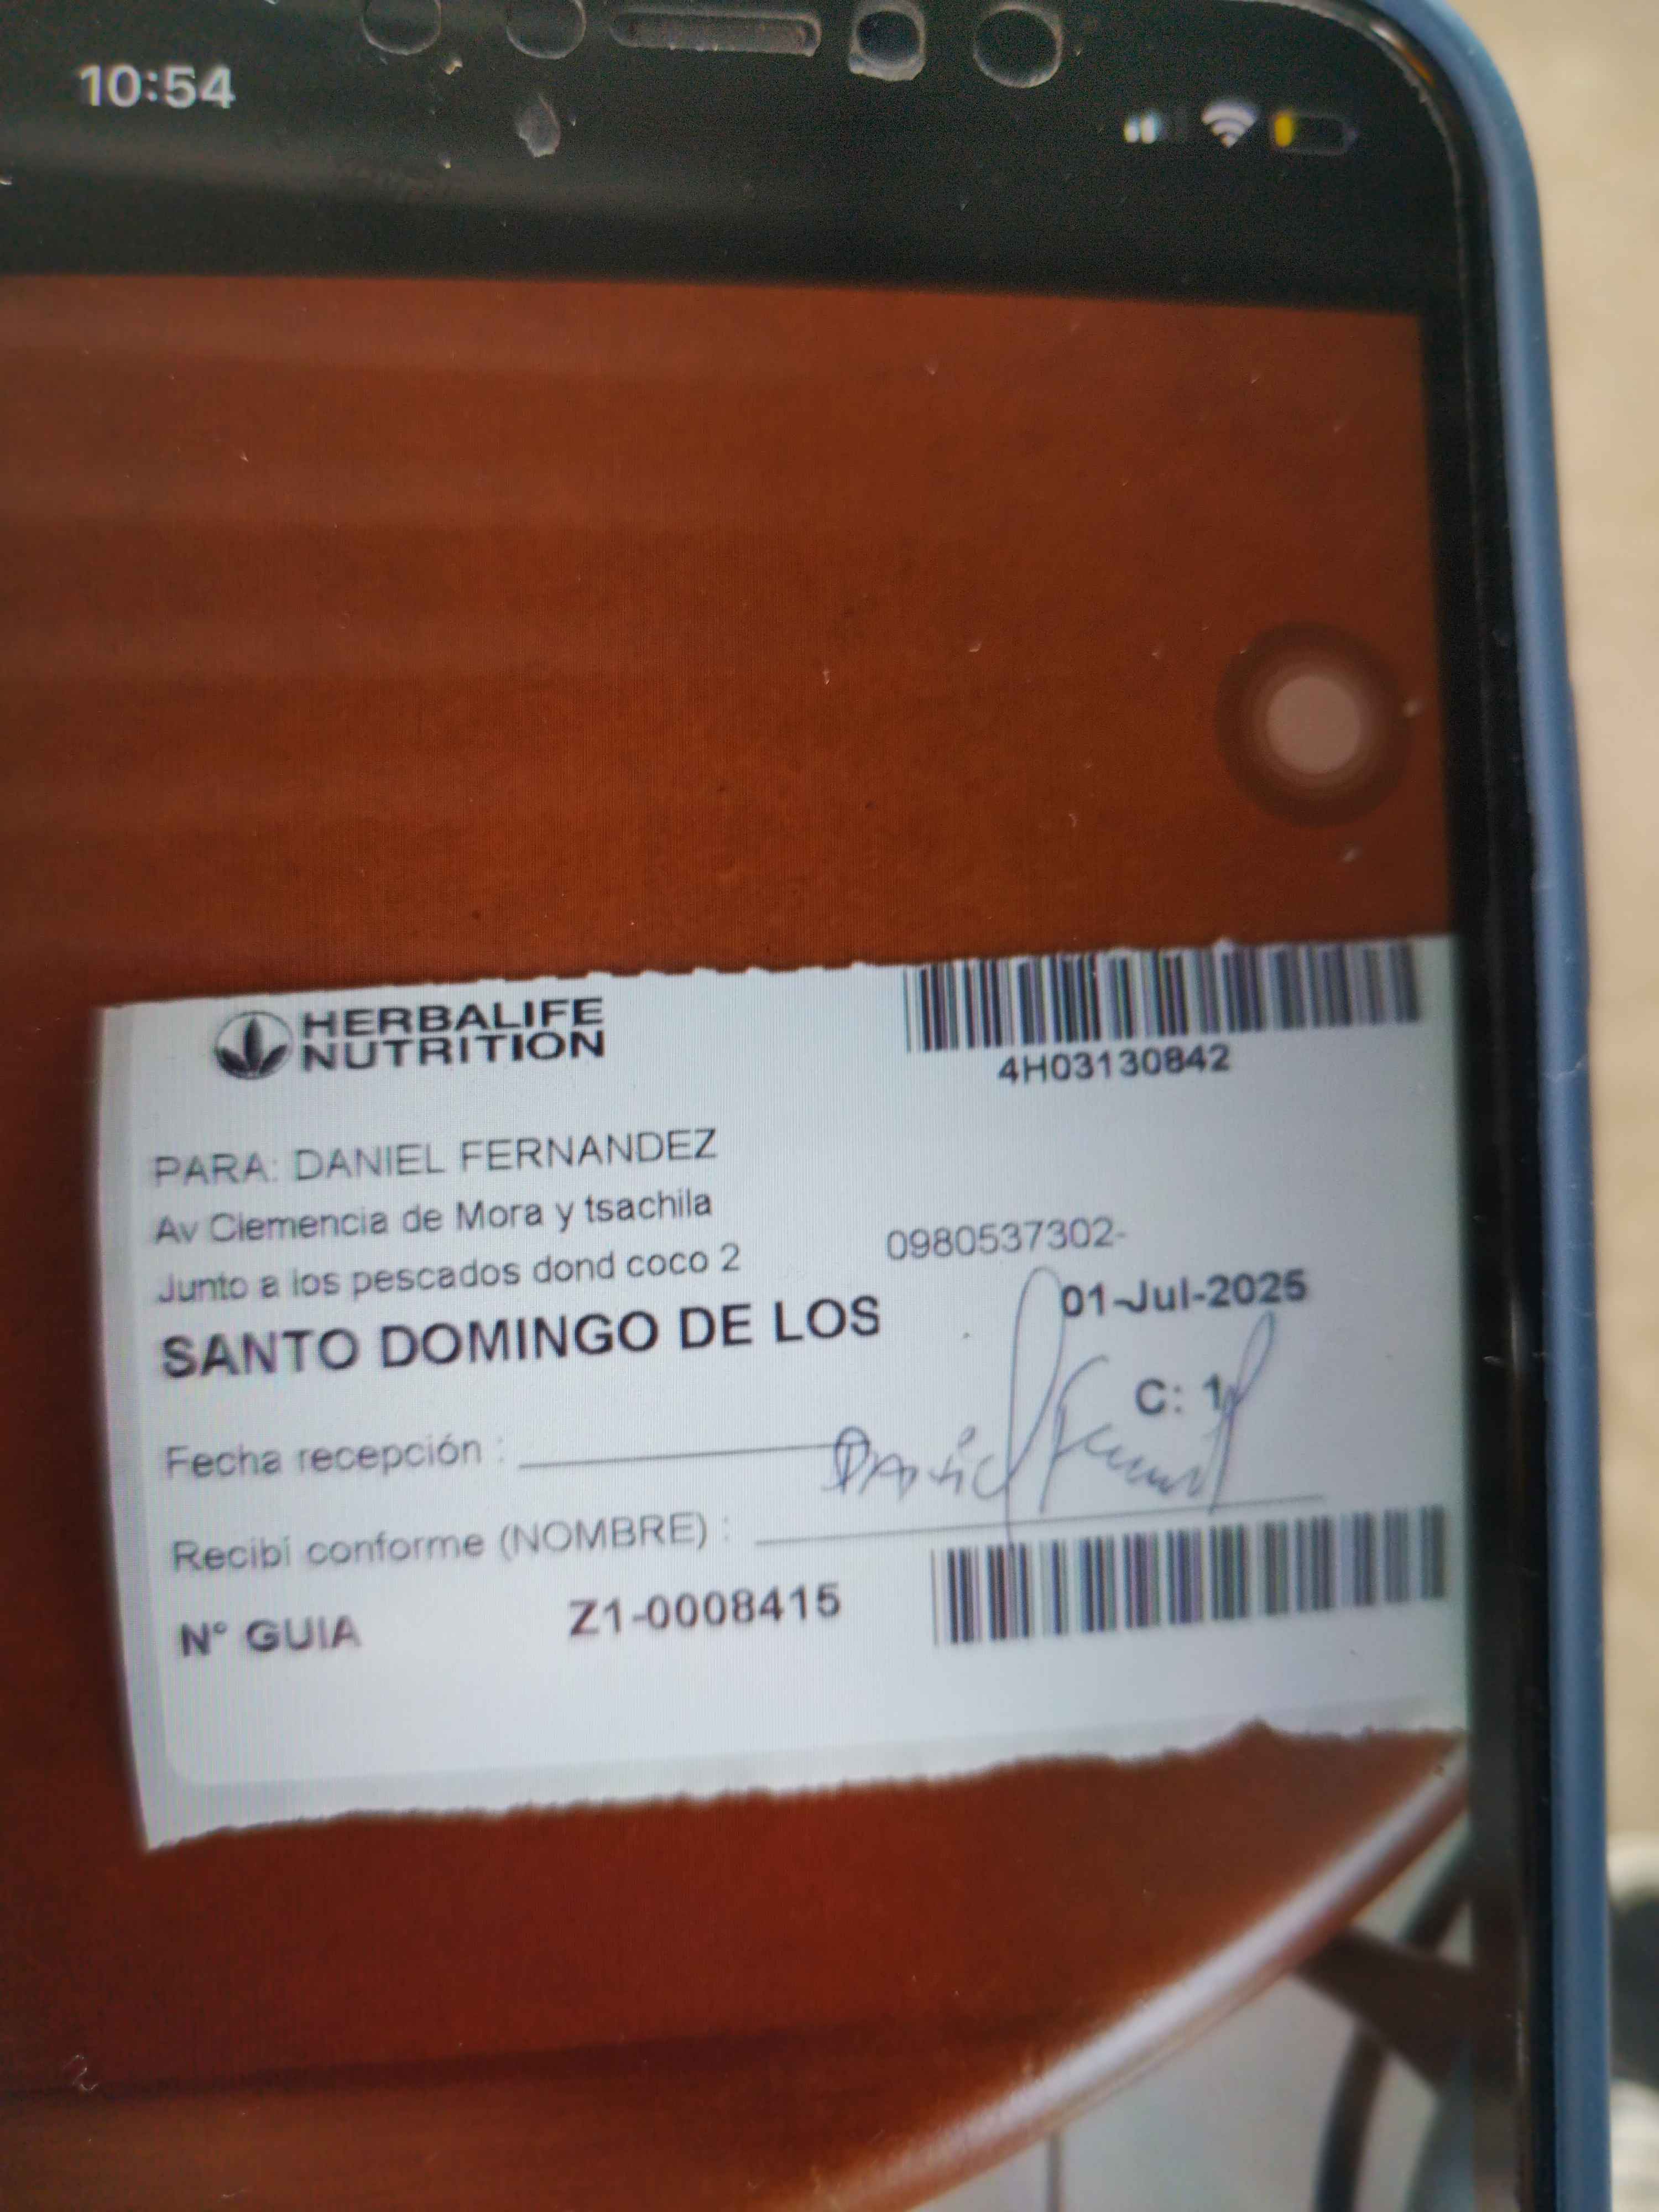 10:54
HERBALIFE
NUTRITION
4H03130842
PARA: DANIEL FERNANDEZ
Av Clemencia de Mora y tsachila
Junto a los pescados dond coco 2
0980537302-
SANTO DOMINGO DE LOS
01-Jul-2025
C: 1
Fecha recepción :
Daniel
Recibí conforme (NOMBRE) :
N° GUIA
Z1-0008415